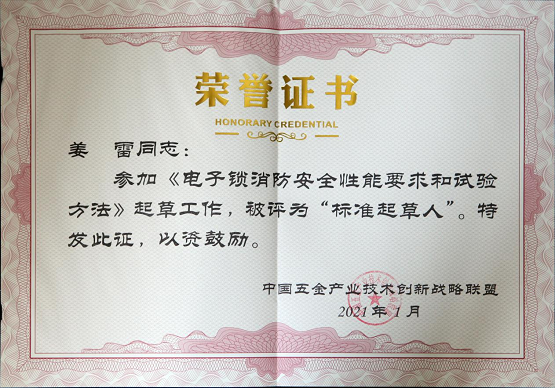 荣誉证书
HONORARY CREDENTIAL
姜 雷同志：
参加《电子锁消防安全性能要求和试验
方法》起草工作，被评为“标准起草人”。特
发此证，以资鼓励。
中国五金产业技术创新战略联盟
2021年1月